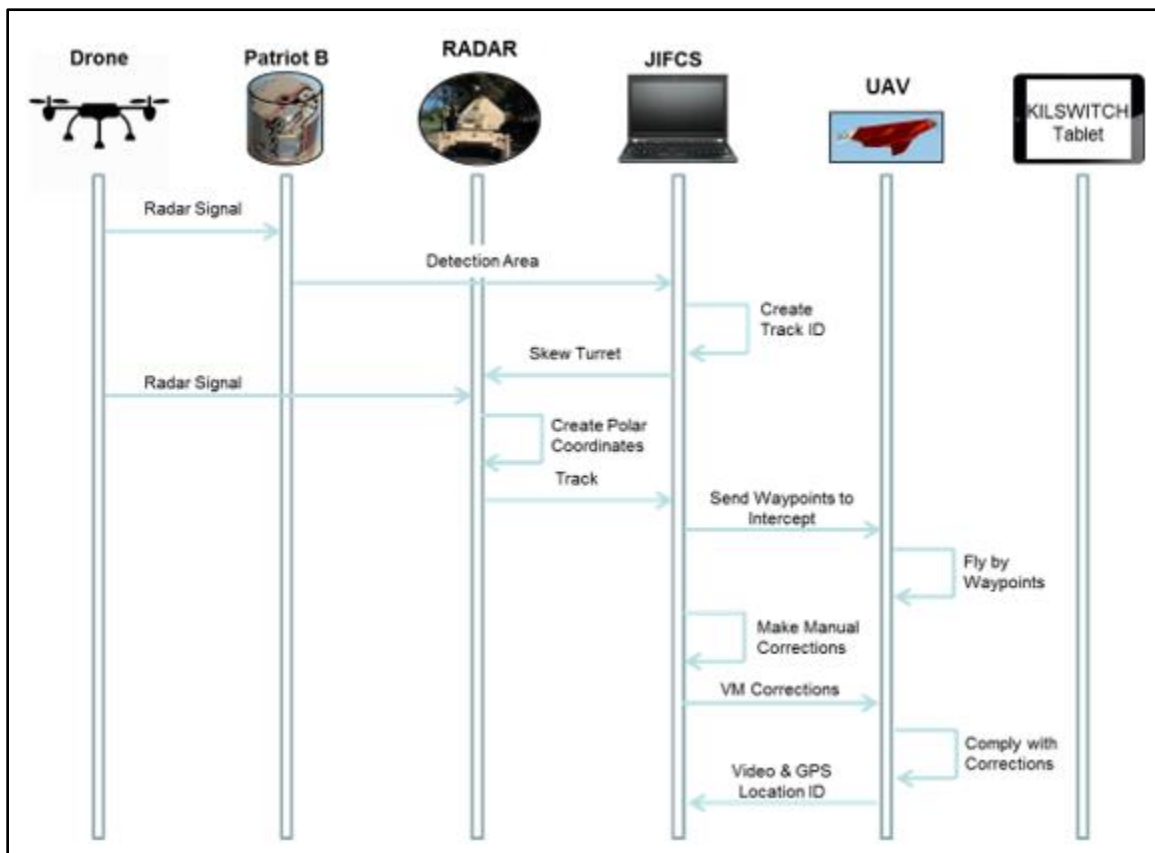 Drone
Patriot B
RADAR
JIFCS
UAV
KILSWITCH
Tablet
Radar Signal
Detection Area
Create
Track ID
Skew Turret
Radar Signal
Create Polar
Coordinates
Track
Send Waypoints to
Intercept
Fly by
Waypoints
Make Manual
Corrections
VM Corrections
Comply with
Corrections
Video & GPS
Location ID